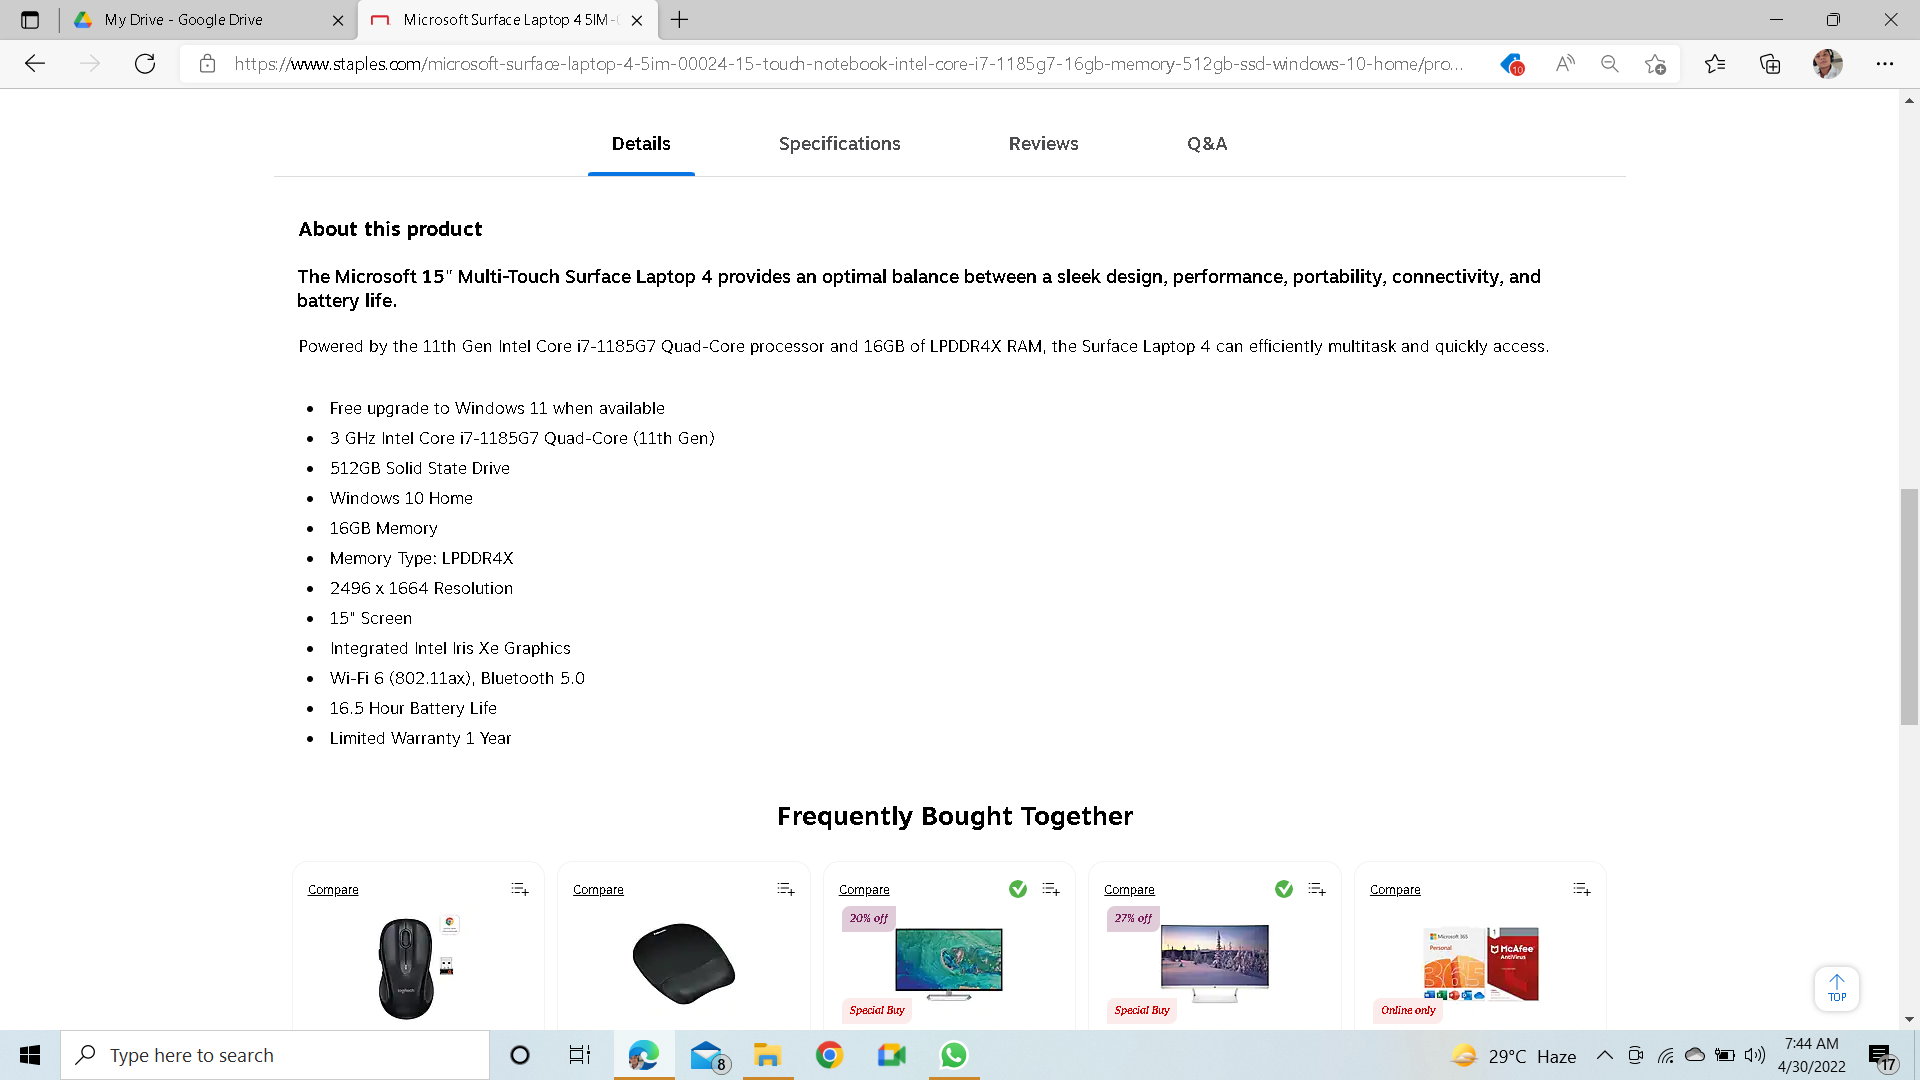 My Drive - Google Drive
Microsoft Surface Laptop 4 5IM-
https://www.staples.com/microsoft-surface-laptop-4-5im-00024-15-touch-notebook-intel-core-i7-1185g7-16gb-memory-512gb-ssd-windows-10-home/pro...
10
Details Specifications Reviews Q&A
About this product
The Microsoft 15" Multi-Touch Surface Laptop 4 provides an optimal balance between a sleek design, performance, portability, connectivity, and
battery life.
Powered by the 11th Gen Intel Core i7-1185G7 Quad-Core processor and 16GB of LPDDR4X RAM, the Surface Laptop 4 can efficiently multitask and quickly access.
• Free upgrade to Windows 11 when available
• 3 GHz Intel Core i7-1185G7 Quad-Core (11th Gen)
• 512GB Solid State Drive
• Windows 10 Home
• 16GB Memory
• Memory Type: LPDDR4X
• 2496 x 1664 Resolution
• 15" Screen
• Integrated Intel Iris Xe Graphics
• Wi-Fi 6 (802.11ax), Bluetooth 5.0
• 16.5 Hour Battery Life
• Limited Warranty 1 Year
Frequently Bought Together
Compare Compare Compare Compare Compare
20% off 27% off
Microsoft 365
Personal
365
McAfee
AntiVirus
logitech
Special Buy Special Buy Online only
TOP
Type here to search
8
29°C Haze
7:44 AM
4/30/2022
17